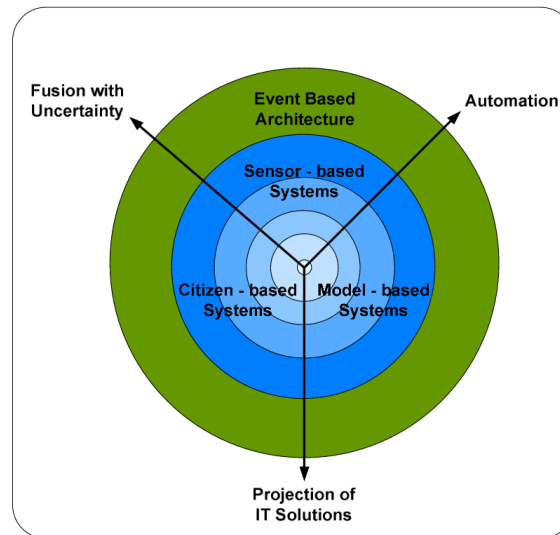 Fusion with
Uncertainty
Event Based
Architecture
Automation
Sensor - based
Systems
Citizen - based
Systems
Model - based
Systems
Projection of
IT Solutions